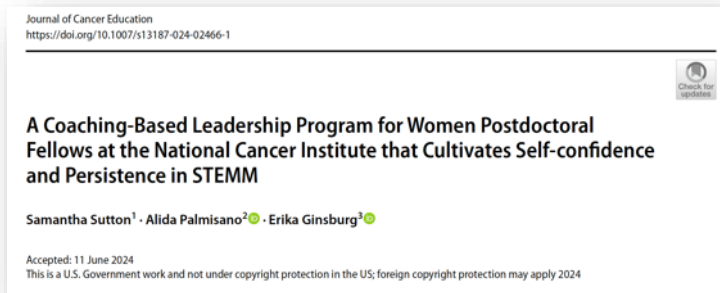 Journal of Cancer Education
https://doi.org/10.1007/s13187-024-02466-1
Check for
updates
A Coaching-Based Leadership Program for Women Postdoctoral
Fellows at the National Cancer Institute that Cultivates Self-confidence
and Persistence in STEMM
Samantha Sutton¹ · Alida Palmisano² · Erika Ginsburg³
Accepted: 11 June 2024
This is a U.S. Government work and not under copyright protection in the US; foreign copyright protection may apply 2024